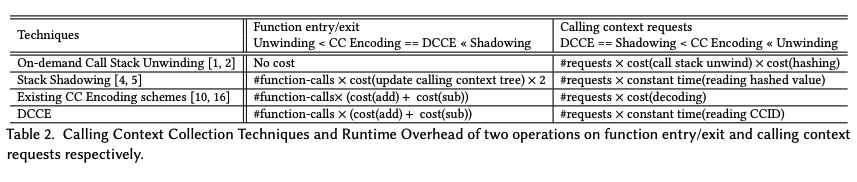 Techniques
Function entry/exit
Unwinding < CC Encoding == DCCE « Shadowing
Calling context requests
DCCE == Shadowing < CC Encoding « Unwinding
On-demand Call Stack Unwinding [1, 2] No cost #requests × cost(call stack unwind) × cost(hashing)
Stack Shadowing [4, 5] #function-calls × cost(update calling context tree) × 2 #requests × constant time(reading hashed value)
Existing CC Encoding schemes [10, 16] #function-calls× (cost(add) + cost(sub)) #requests × cost(decoding)
DCCE #function-calls × (cost(add) + cost(sub)) #requests × constant time(reading CCID)
Table 2. Calling Context Collection Techniques and Runtime Overhead of two operations on function entry/exit and calling context
requests respectively.